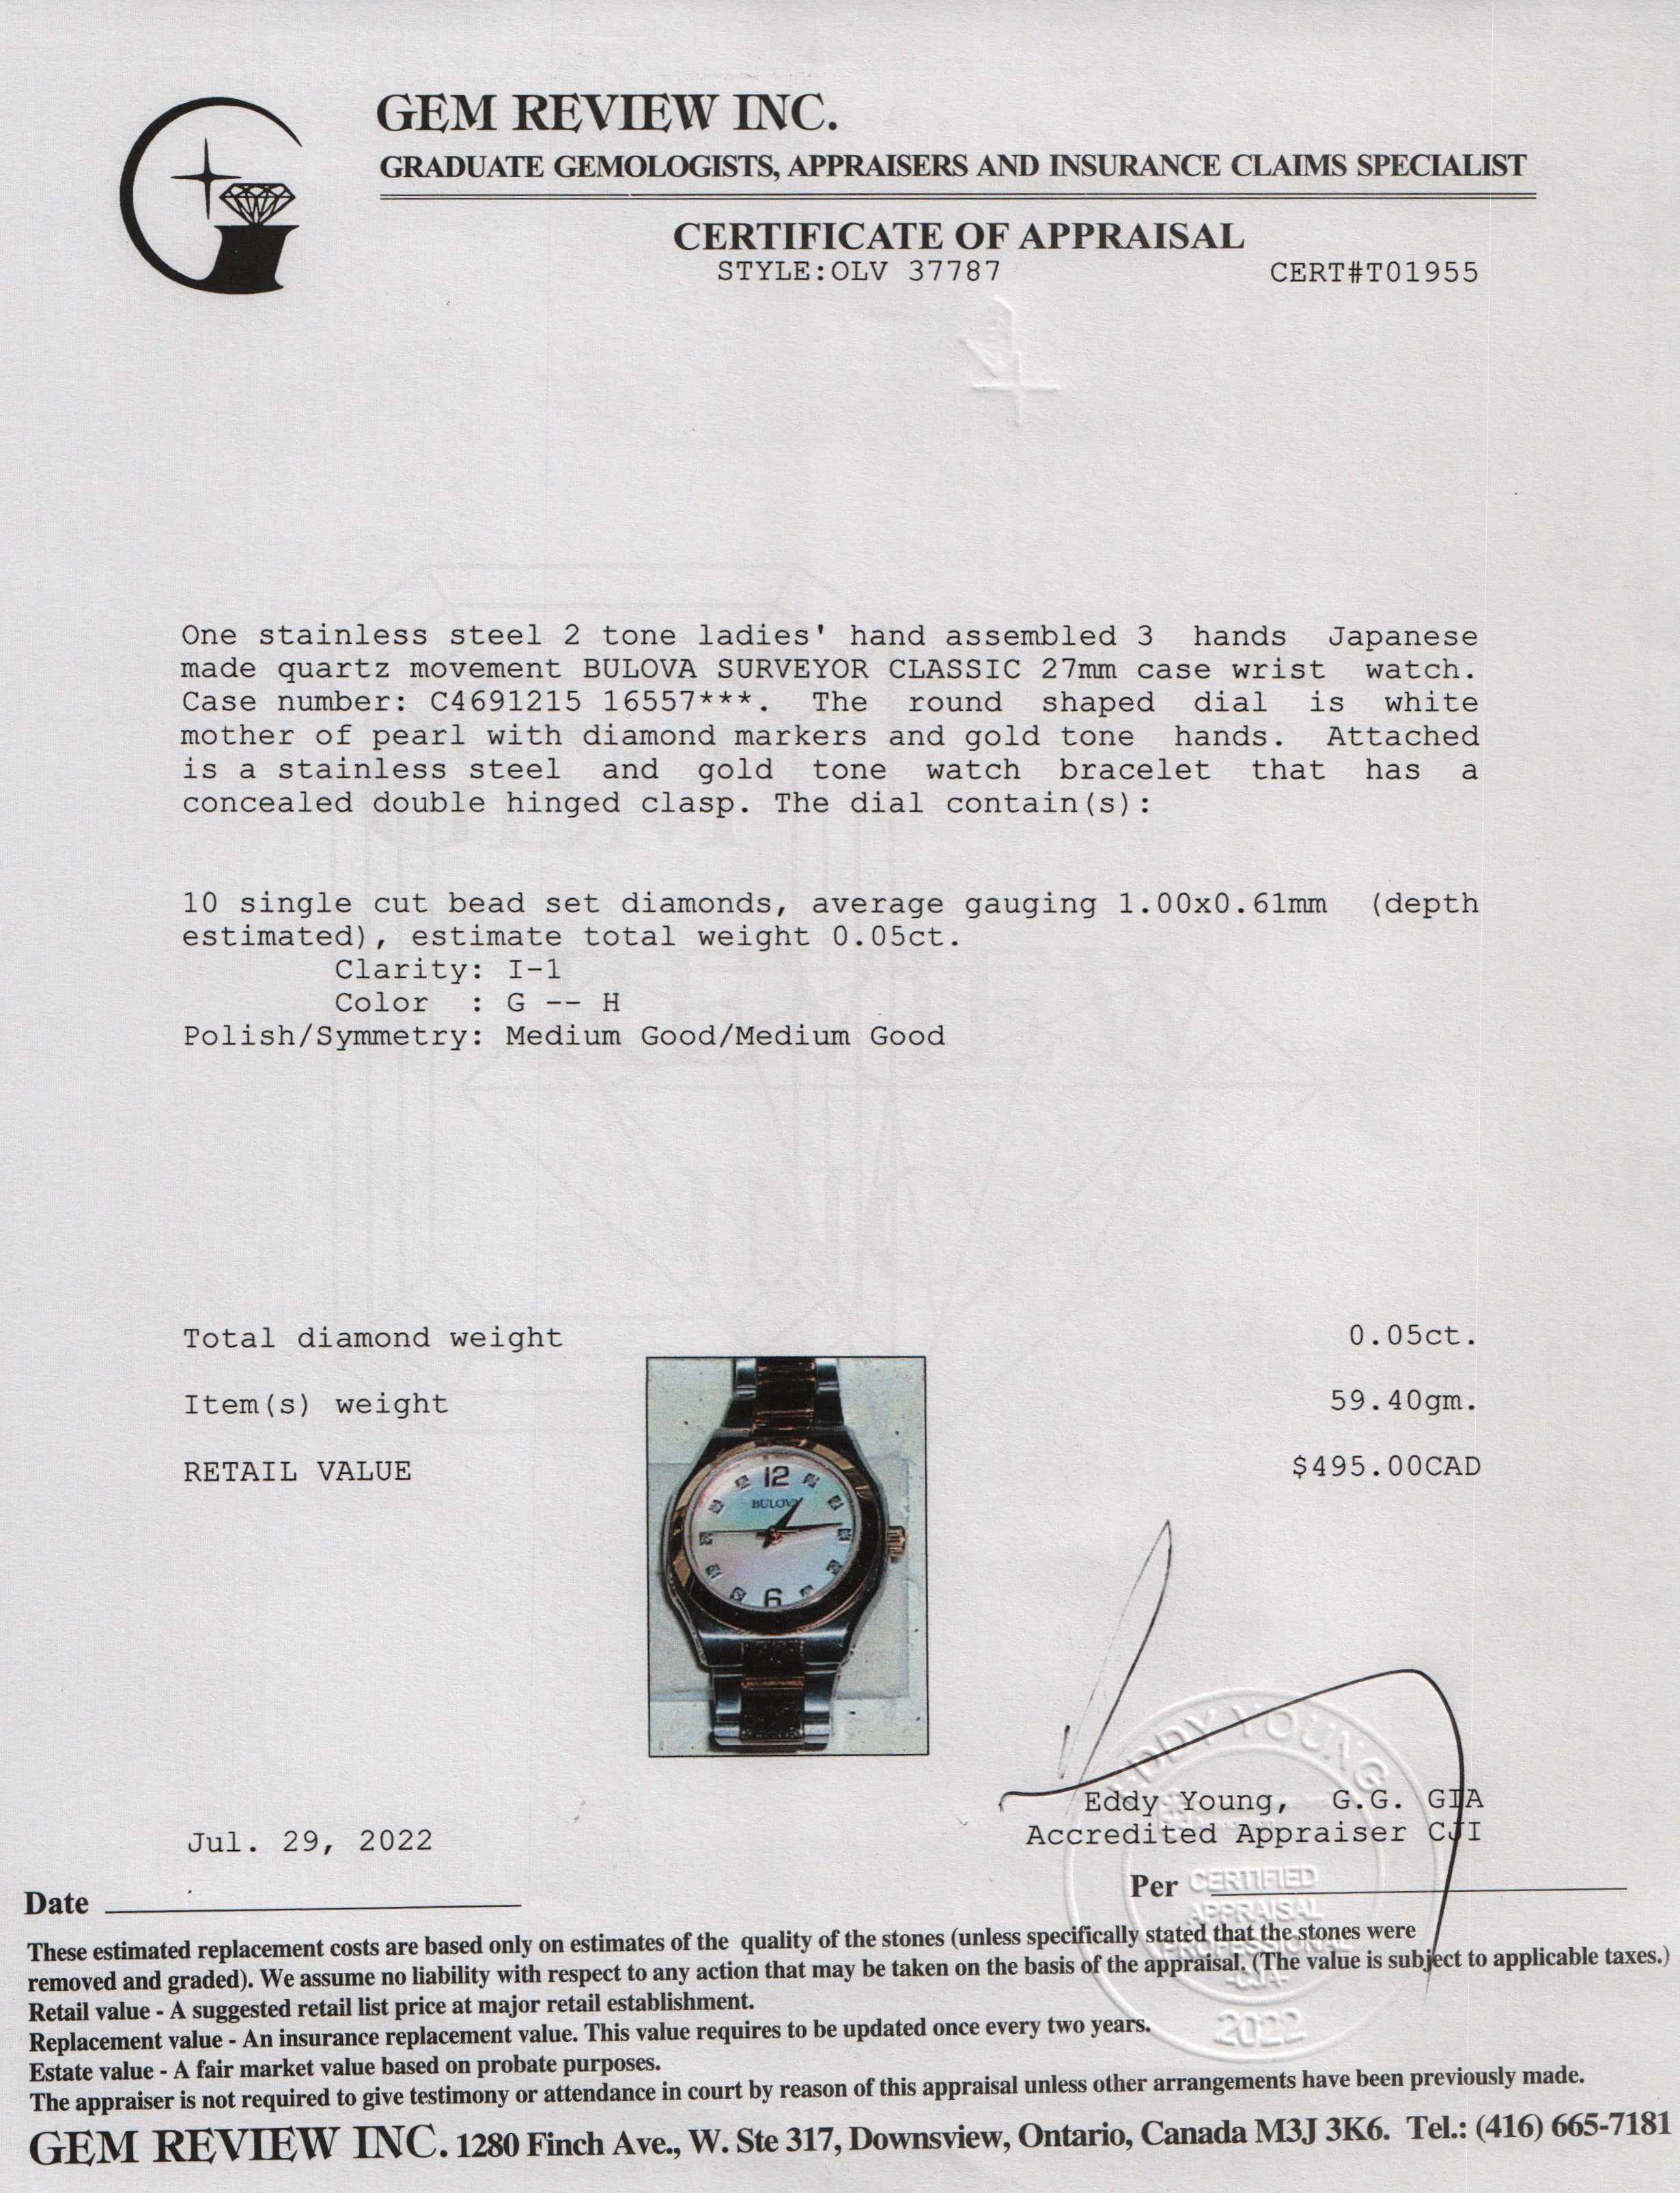 GEM REVIEW INC.
GRADUATE GEMOLOGISTS, APPRAISERS AND INSURANCE CLAIMS SPECIALIST
CERTIFICATE OF APPRAISAL
STYLE:OLV 37787 CERT#T01955
One stainless steel 2 tone ladies' hand assembled 3 hands Japanese
made quartz movement BULOVA SURVEYOR CLASSIC 27mm case wrist watch.
Case number: C4691215 16557***. The round shaped dial is white
mother of pearl with diamond markers and gold tone hands. Attached
is a stainless steel and gold tone watch bracelet that has a
concealed double hinged clasp. The dial contain(s):
10 single cut bead set diamonds, average gauging 1.00x0.61mm (depth
estimated), estimate total weight 0.05ct.
Clarity: I-1
Color : G -- H
Polish/Symmetry: Medium Good/Medium Good
GEM
REVIEW
INC
Total diamond weight 0.05ct.
Item(s) weight 59.40gm.
RETAIL VALUE $495.00CAD
12
BULOVA
6
EDDY YOUNG
Eddy Young, G.G. GIA
Accredited Appraiser CJI
Jul. 29, 2022
Date
Per
CERTIFIED
APPRAISAL
PROFESSIONAL
-CJA-
2022
These estimated replacement costs are based only on estimates of the quality of the stones (unless specifically stated that the stones were
removed and graded). We assume no liability with respect to any action that may be taken on the basis of the appraisal. (The value is subject to applicable taxes.)
Retail value - A suggested retail list price at major retail establishment.
Replacement value - An insurance replacement value. This value requires to be updated once every two years.
Estate value - A fair market value based on probate purposes.
The appraiser is not required to give testimony or attendance in court by reason of this appraisal unless other arrangements have been previously made.
GEM REVIEW INC. 1280 Finch Ave., W. Ste 317, Downsview, Ontario, Canada M3J 3K6. Tel.: (416) 665-7181